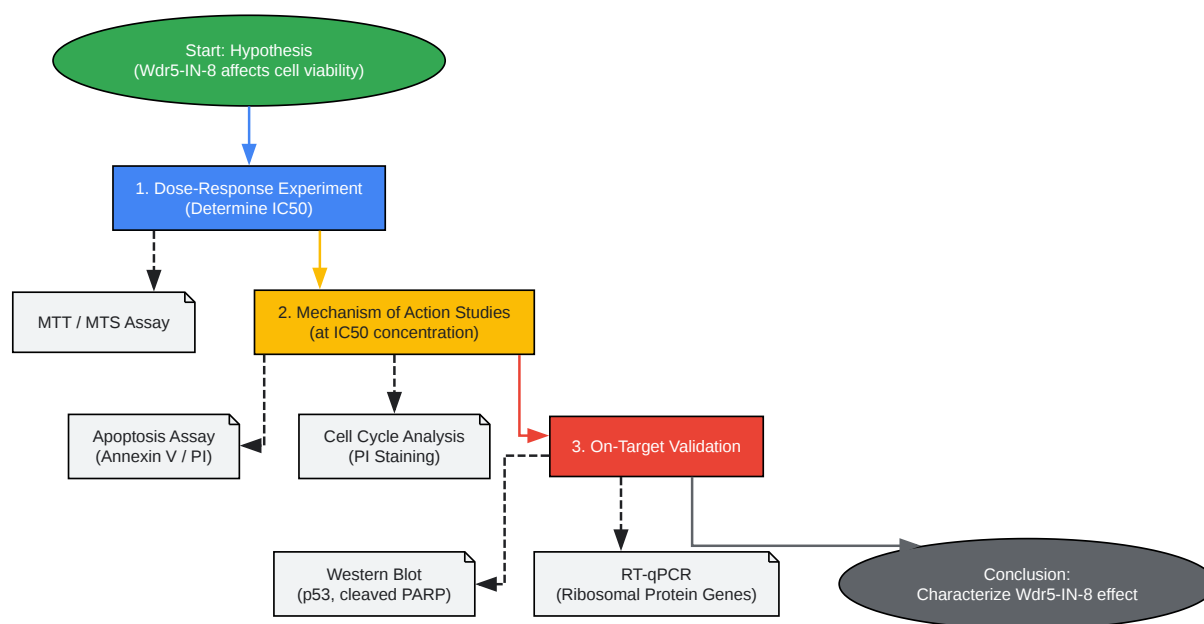 Start: Hypothesis
(Wdr5-IN-8 affects cell viability)
1. Dose-Response Experiment
(Determine IC50)
MTT / MTS Assay
2. Mechanism of Action Studies
(at IC50 concentration)
Apoptosis Assay
(Annexin V / PI)
Cell Cycle Analysis
(PI Staining)
3. On-Target Validation
Western Blot
(p53, cleaved PARP)
RT-qPCR
(Ribosomal Protein Genes)
Conclusion:
Characterize Wdr5-IN-8 effect